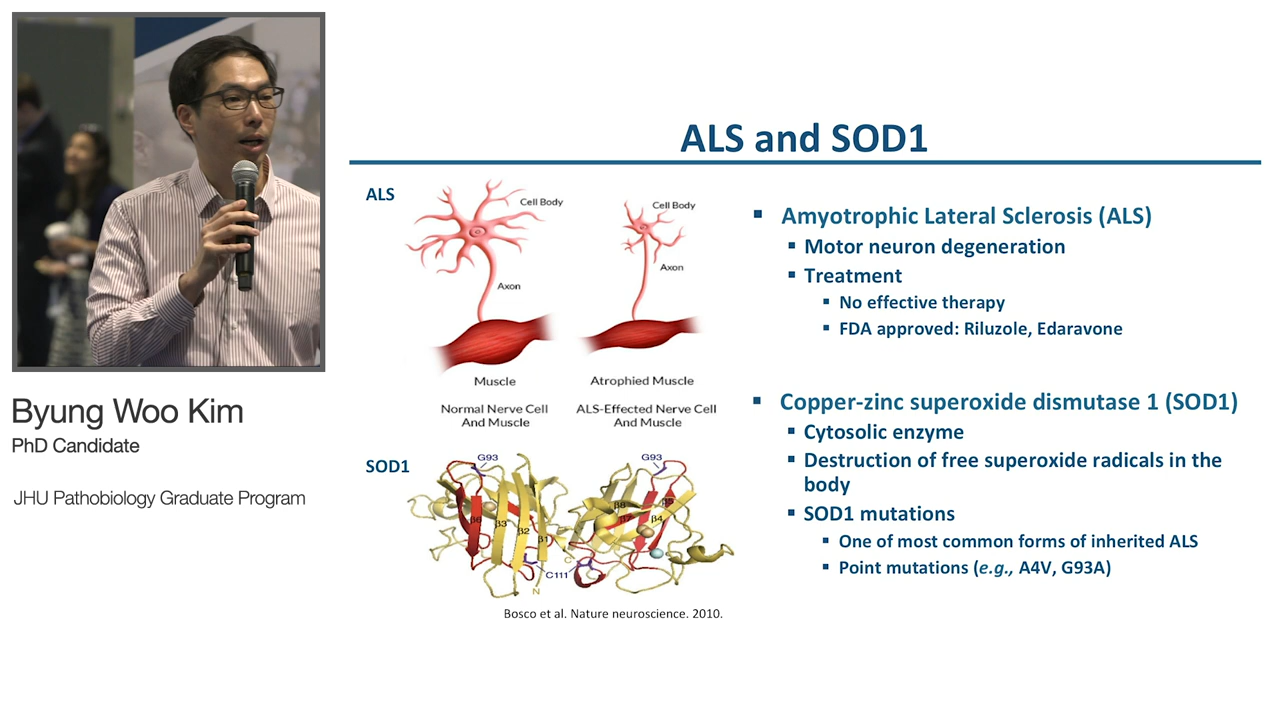 ALS and SOD1
ALS
Cell Body
Cell Body
Axon
Axon
Muscle
Atrophied Muscle
Normal Nerve Cell
And Muscle
ALS-Effected Nerve Cell
And Muscle
SOD1
G93
G93
β6
β3
β2
β1
β8
β7
β5
β4
C
C111
N
Bosco et al. Nature neuroscience. 2010.
▪ Amyotrophic Lateral Sclerosis (ALS)
▪ Motor neuron degeneration
▪ Treatment
▪ No effective therapy
▪ FDA approved: Riluzole, Edaravone
▪ Copper-zinc superoxide dismutase 1 (SOD1)
▪ Cytosolic enzyme
▪ Destruction of free superoxide radicals in the
body
▪ SOD1 mutations
▪ One of most common forms of inherited ALS
▪ Point mutations (e.g., A4V, G93A)
Byung Woo Kim
PhD Candidate
JHU Pathobiology Graduate Program